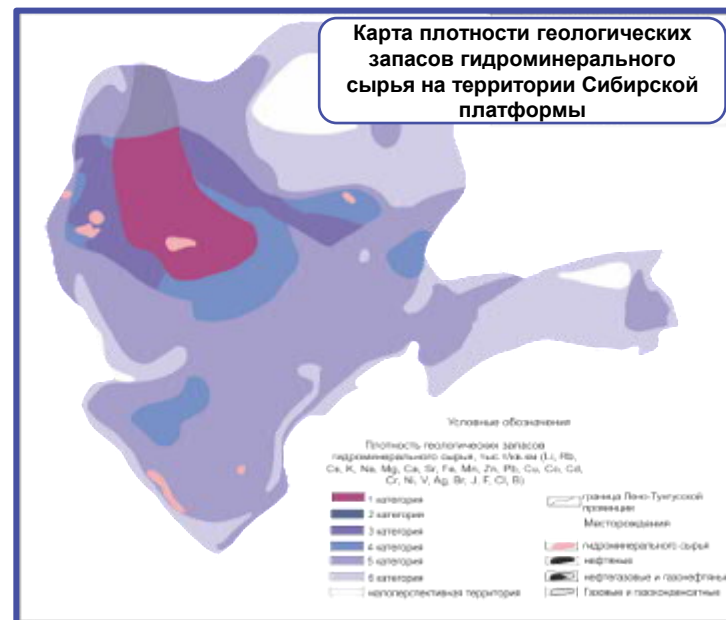 Карта плотности геологических
запасов гидроминерального
сырья на территории Сибирской
платформы
Условные обозначения
Плотность геологических запасов
гидроминерального сырья, тыс.т/кв.км (Li, Rb,
Cs, K, Na, Mg, Ca, Sr, Fe, Mn, Zn, Pb, Cu, Co, Cd,
Cr, Ni, V, Ag, Br, J, F, Cl, B)
1 категория
2 категория
3 категория
4 категория
5 категория
6 категория
малоперспективная территория
граница Лено-Тунгусской
провинции
Месторождения
гидроминерального сырья
нефтяные
нефтегазовые и газонефтяные
Газовые и газоконденсатные